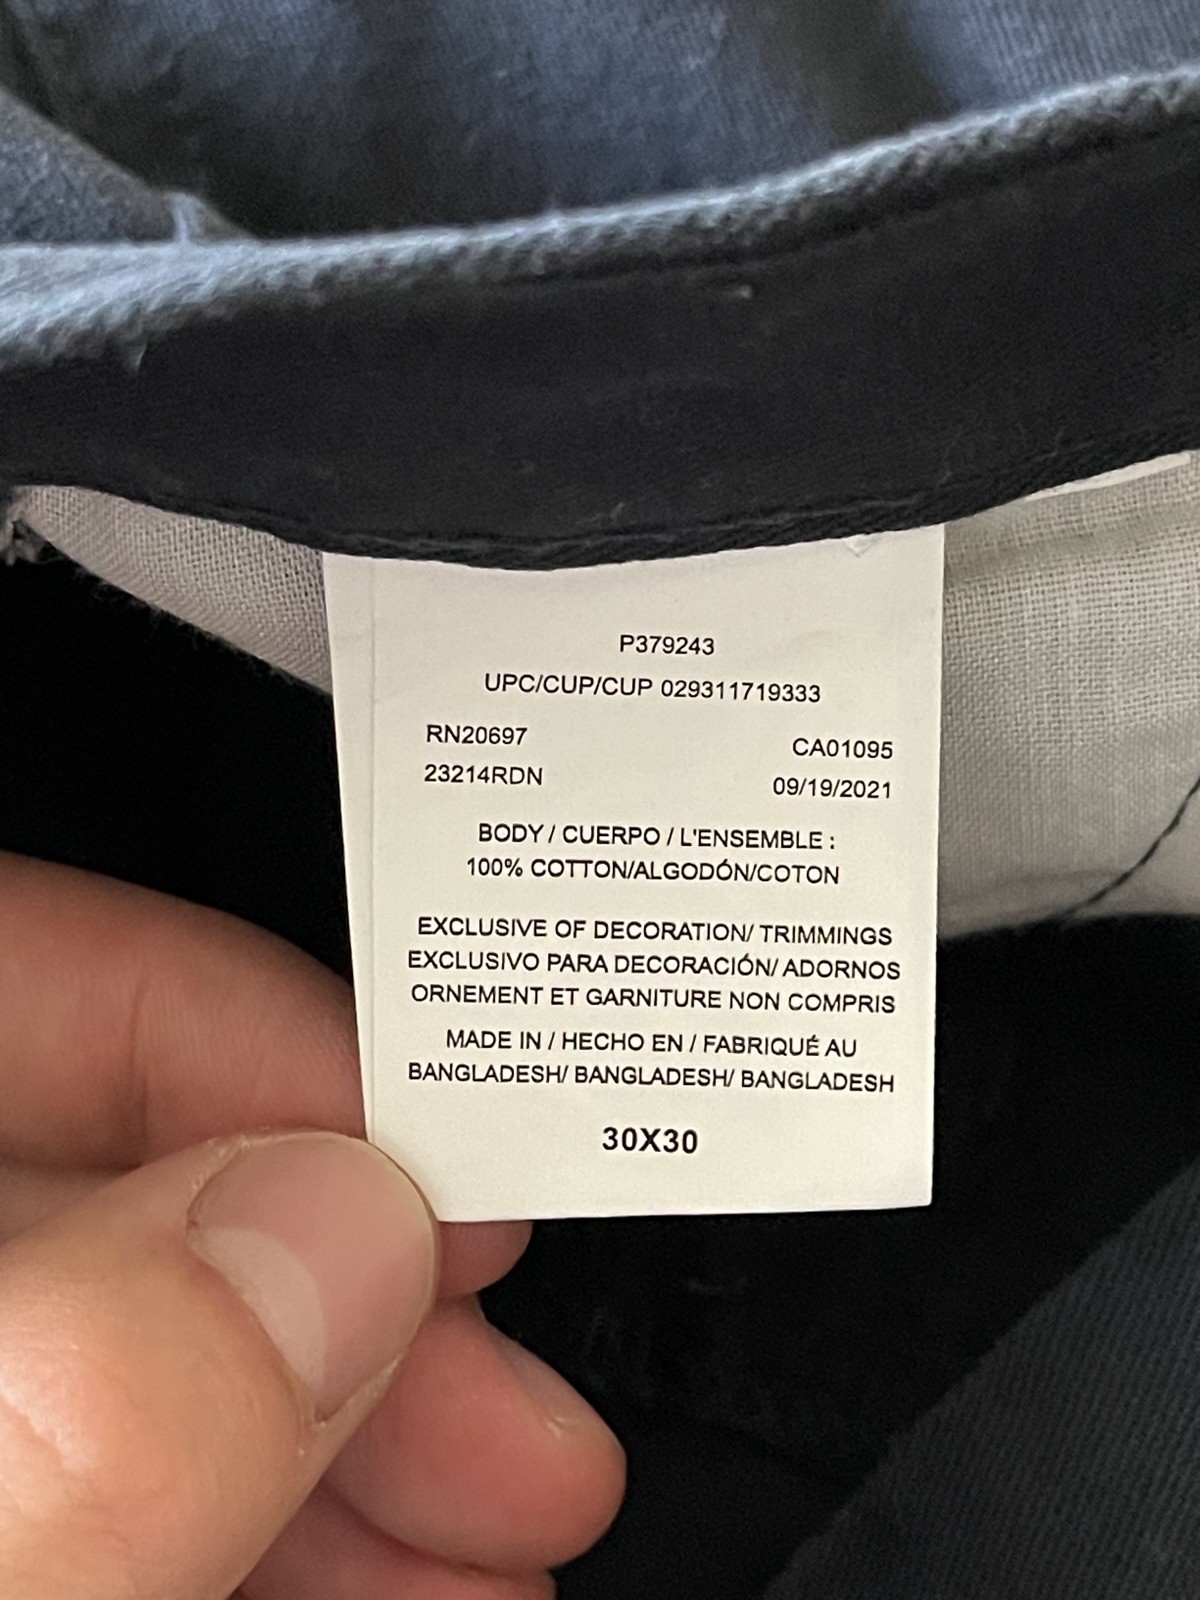 P379243
UPC/CUP/CUP 029311719333
RN20697
CA01095
23214RDN
09/19/2021
BODY / CUERPO / L'ENSEMBLE :
100% COTTON/ALGODÓN/COTON
EXCLUSIVE OF DECORATION/ TRIMMINGS
EXCLUSIVO PARA DECORACIÓN/ ADORNOS
ORNEMENT ET GARNITURE NON COMPRIS
MADE IN / HECHO EN / FABRIQUÉ AU
BANGLADESH/ BANGLADESH/ BANGLADESH
30X30